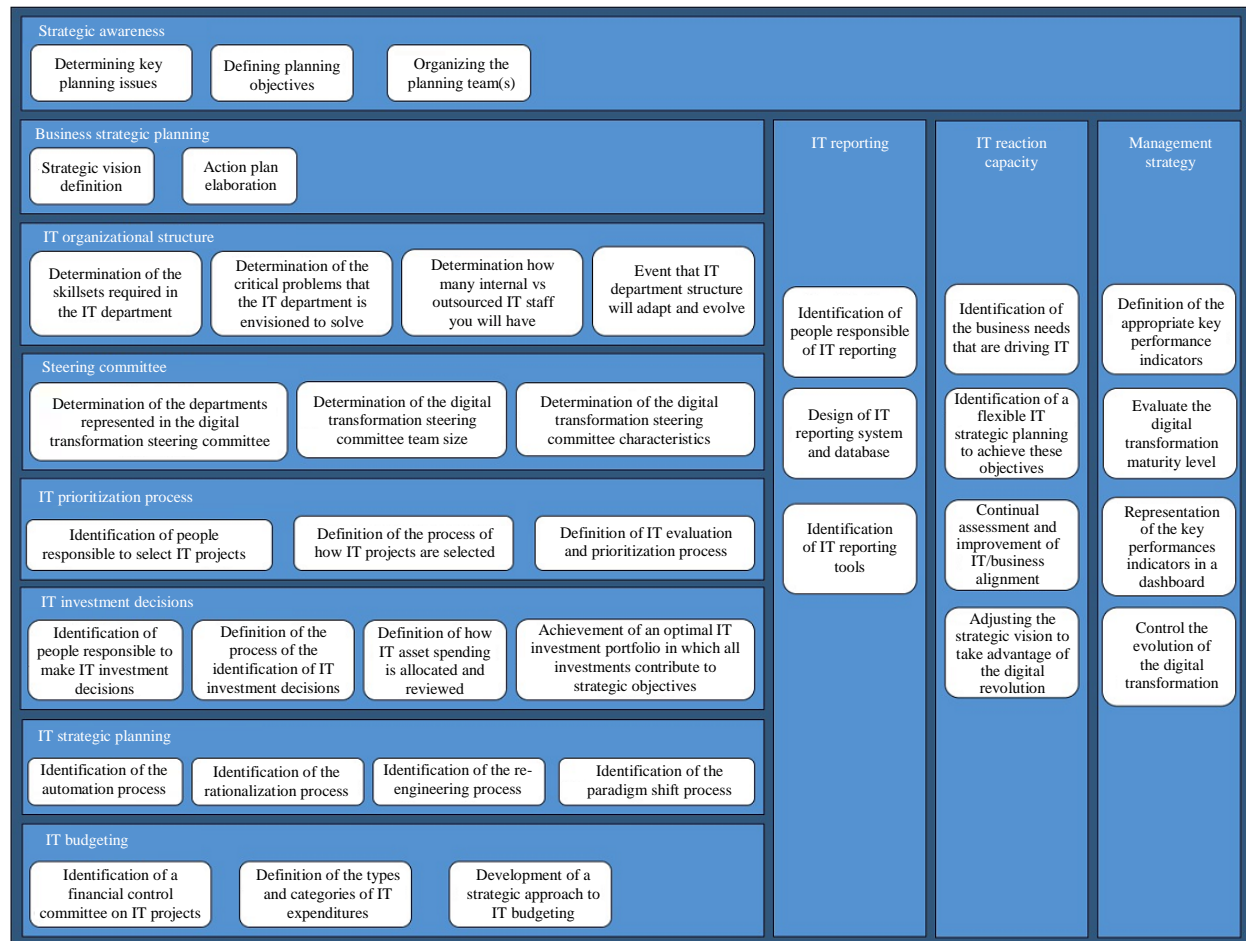 Strategic awareness
Determining key
planning issues
Defining planning
objectives
Organizing the
planning team(s)
Business strategic planning
Strategic vision
definition
Action plan
elaboration
IT organizational structure
Determination of the
skillsets required in
the IT department
Determination of the
critical problems that
the IT department is
envisioned to solve
Determination how
many internal vs
outsourced IT staff
you will have
Event that IT
department structure
will adapt and evolve
Steering committee
Determination of the departments
represented in the digital
transformation steering committee
Determination of the digital
transformation steering
committee team size
Determination of the digital
transformation steering
committee characteristics
IT prioritization process
Identification of people
responsible to select IT projects
Definition of the process of
how IT projects are selected
Definition of IT evaluation
and prioritization process
IT investment decisions
Identification of
people responsible to
make IT investment
decisions
Definition of the
process of the
identification of IT
investment decisions
Definition of how
IT asset spending
is allocated and
reviewed
Achievement of an optimal IT
investment portfolio in which all
investments contribute to
strategic objectives
IT strategic planning
Identification of the
automation process
Identification of the
rationalization process
Identification of the re-
engineering process
Identification of the
paradigm shift process
IT budgeting
Identification of a
financial control
committee on IT projects
Definition of the types
and categories of IT
expenditures
Development of a
strategic approach to
IT budgeting
IT reporting
Identification of
people responsible
of IT reporting
Design of IT
reporting system
and database
Identification
of IT reporting
tools
IT reaction
capacity
Identification of
the business needs
that are driving IT
Identification of a
flexible IT
strategic planning
to achieve these
objectives
Continual
assessment and
improvement of
IT/business
alignment
Adjusting the
strategic vision to
take advantage of
the digital
revolution
Management
strategy
Definition of the
appropriate key
performance
indicators
Evaluate the
digital
transformation
maturity level
Representation
of the key
performances
indicators in a
dashboard
Control the
evolution of
the digital
transformation